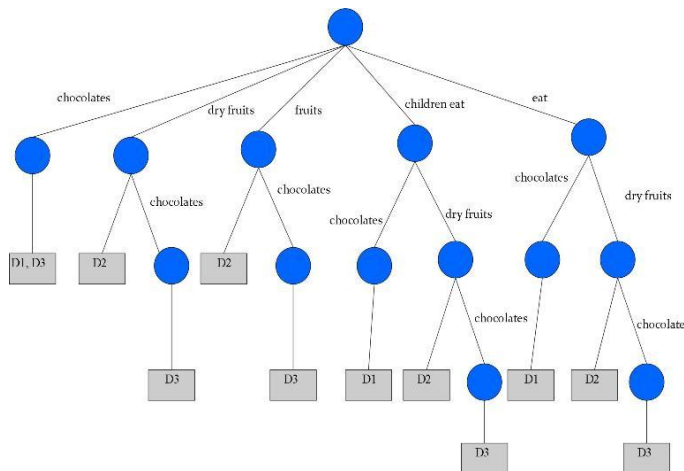 chocolates
dry fruits
fruits
children eat
eat
chocolates
chocolates
chocolates
dry fruits
chocolates
dry fruits
D1, D3
D2
D2
chocolates
chocolate
D3
D3
D1
D2
D1
D2
D3
D3